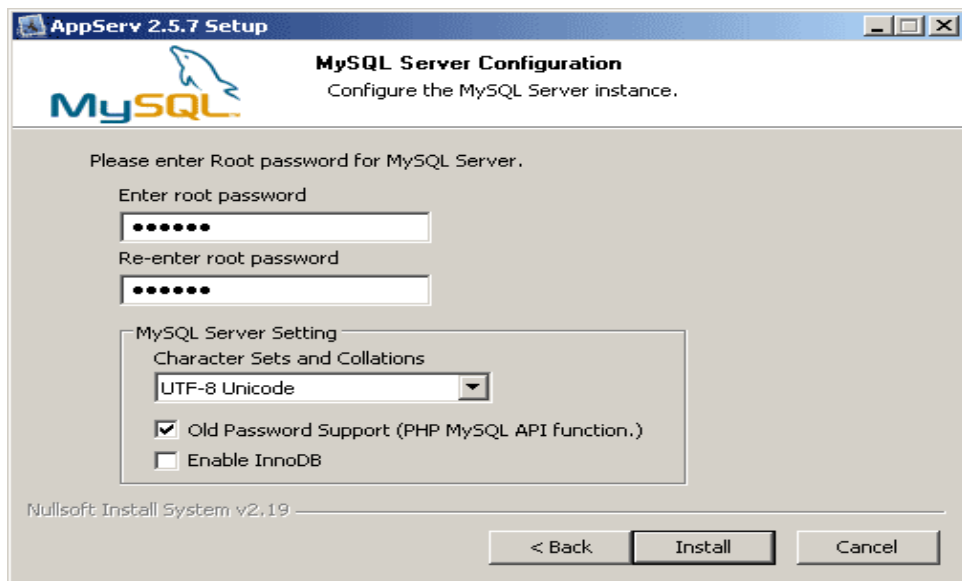 AppServ 2.5.7 Setup
MySQL Server Configuration
Configure the MySQL Server instance.
MySQL
Please enter Root password for MySQL Server.
Enter root password
●●●●●●
Re-enter root password
●●●●●●
MySQL Server Setting
Character Sets and Collations
UTF-8 Unicode
Old Password Support (PHP MySQL API function.)
Enable InnoDB
Nullsoft Install System v2.19
< Back Install Cancel